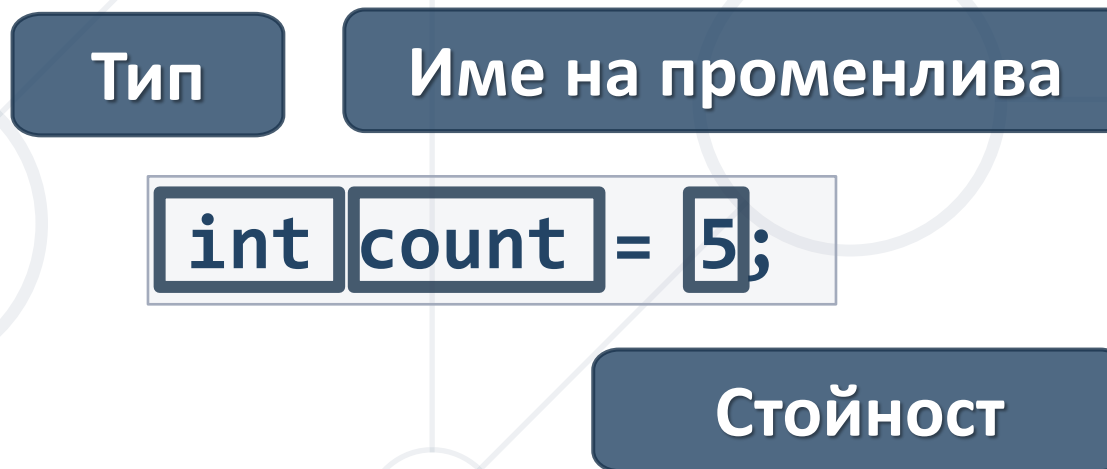 Тип
Име на променлива
int count = 5;
Стойност